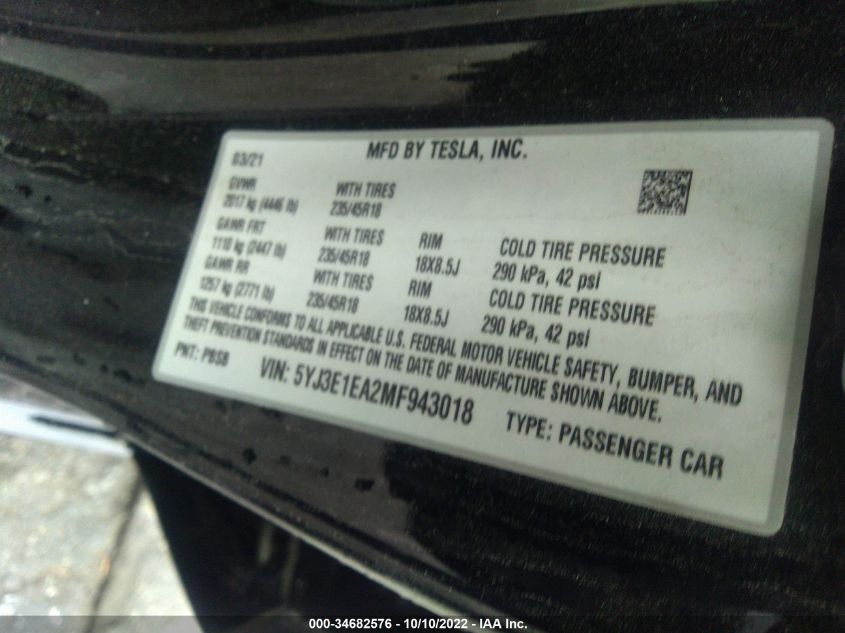 03/21 MFD BY TESLA, INC.
GVWR
2017 kg (4446 lb)
WITH TIRES
235/45R18
GAWR FRT
1110 kg (2447 lb)
WITH TIRES
235/45R18
RIM
18X8.5J
COLD TIRE PRESSURE
290 kPa, 42 psi
GAWR RR
1257 kg (2771 lb)
WITH TIRES
235/45R18
RIM
18X8.5J
COLD TIRE PRESSURE
290 kPa, 42 psi
THIS VEHICLE CONFORMS TO ALL APPLICABLE U.S. FEDERAL MOTOR VEHICLE SAFETY, BUMPER, AND
THEFT PREVENTION STANDARDS IN EFFECT ON THE DATE OF MANUFACTURE SHOWN ABOVE.
PNT: PBSB VIN: 5YJ3E1EA2MF943018 TYPE: PASSENGER CAR
000-34682576 - 10/10/2022 - IAA Inc.